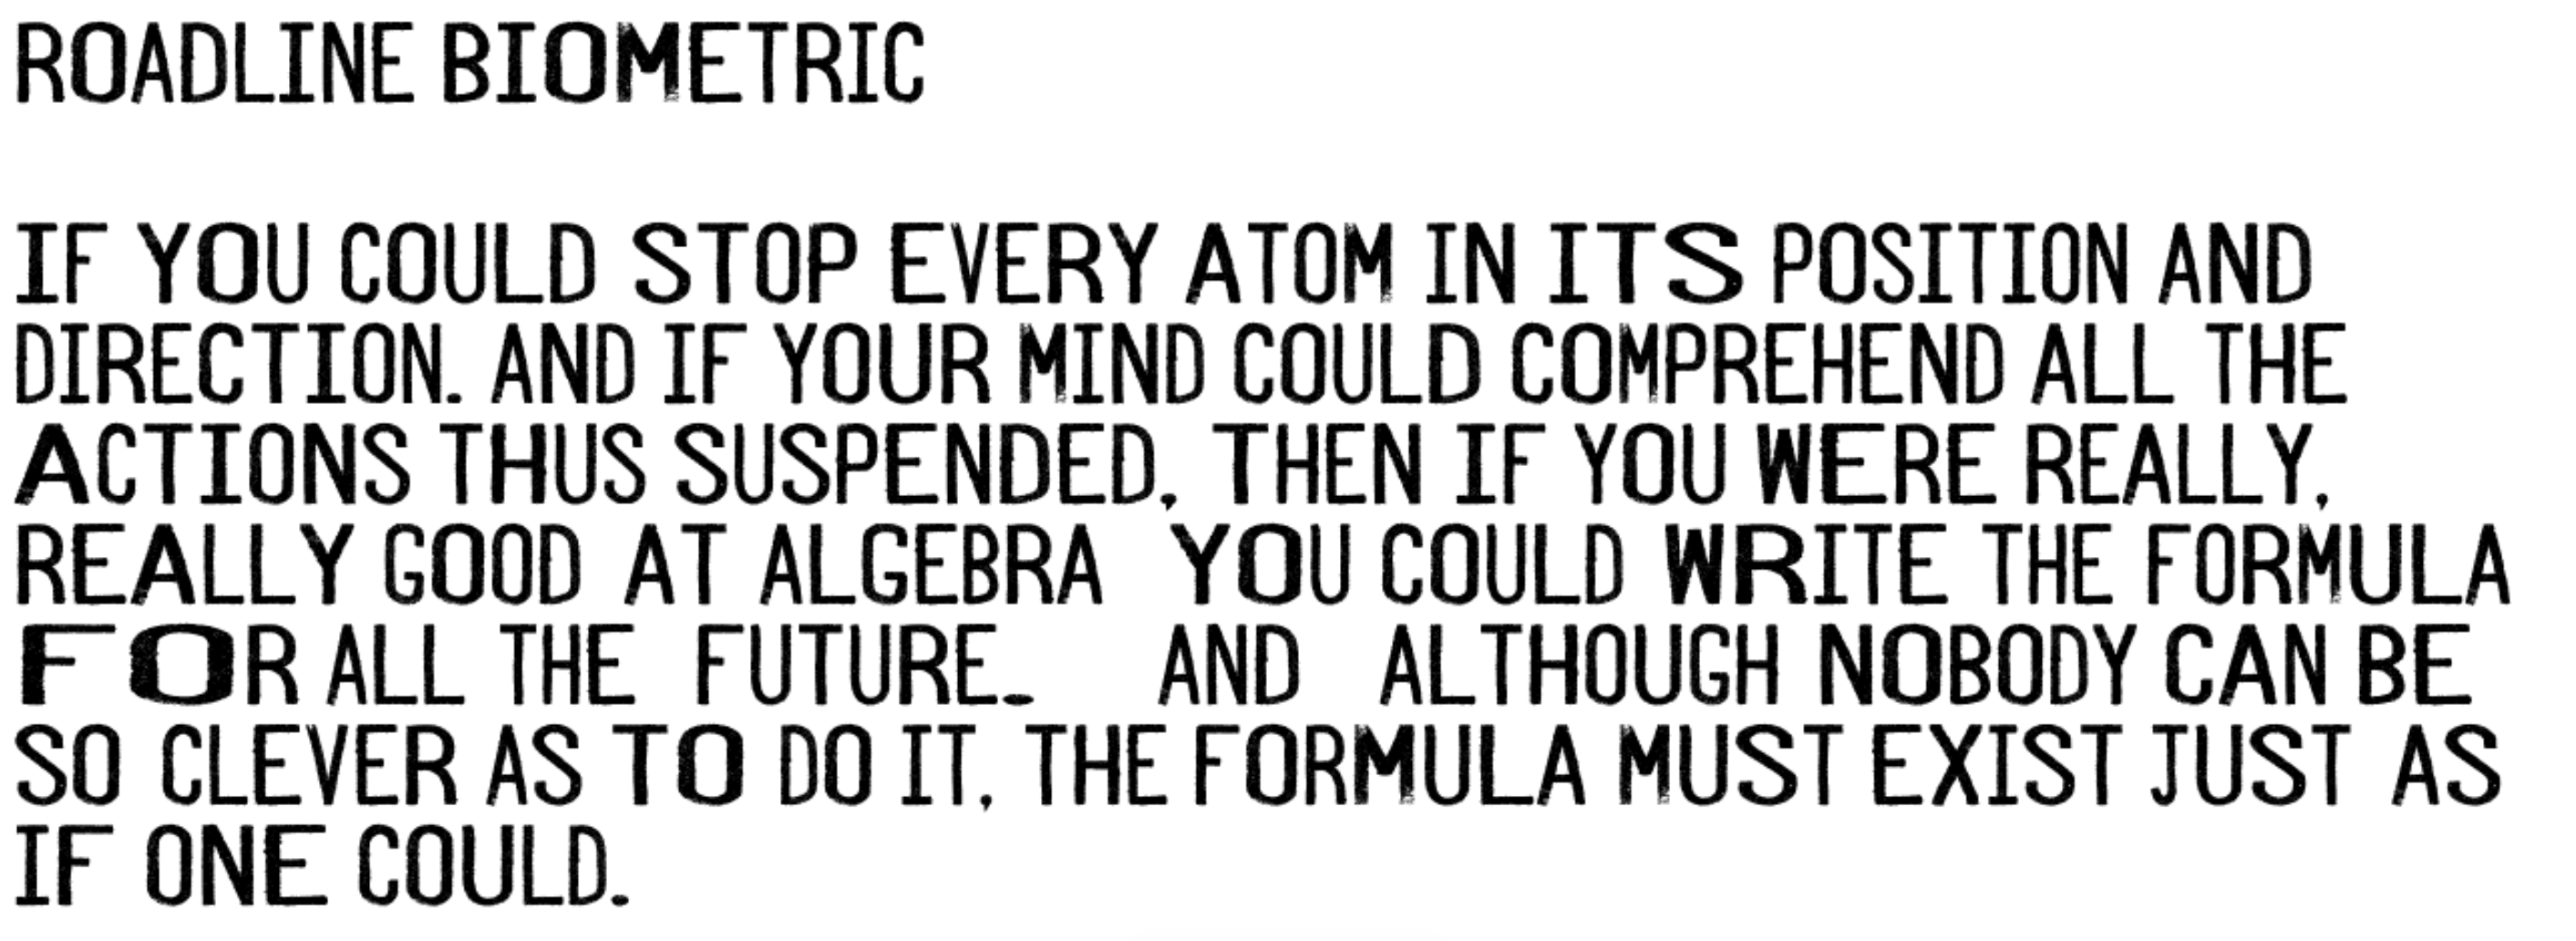 ROADLINE BIOMETRIC
IF YOU COULD STOP EVERY ATOM IN ITS POSITION AND
DIRECTION. AND IF YOUR MIND COULD COMPREHEND ALL THE
ACTIONS THUS SUSPENDED, THEN IF YOU WERE REALLY,
REALLY GOOD AT ALGEBRA YOU COULD WRITE THE FORMULA
FOR ALL THE FUTURE. AND ALTHOUGH NOBODY CAN BE
SO CLEVER AS TO DO IT, THE FORMULA MUST EXIST JUST AS
IF ONE COULD.